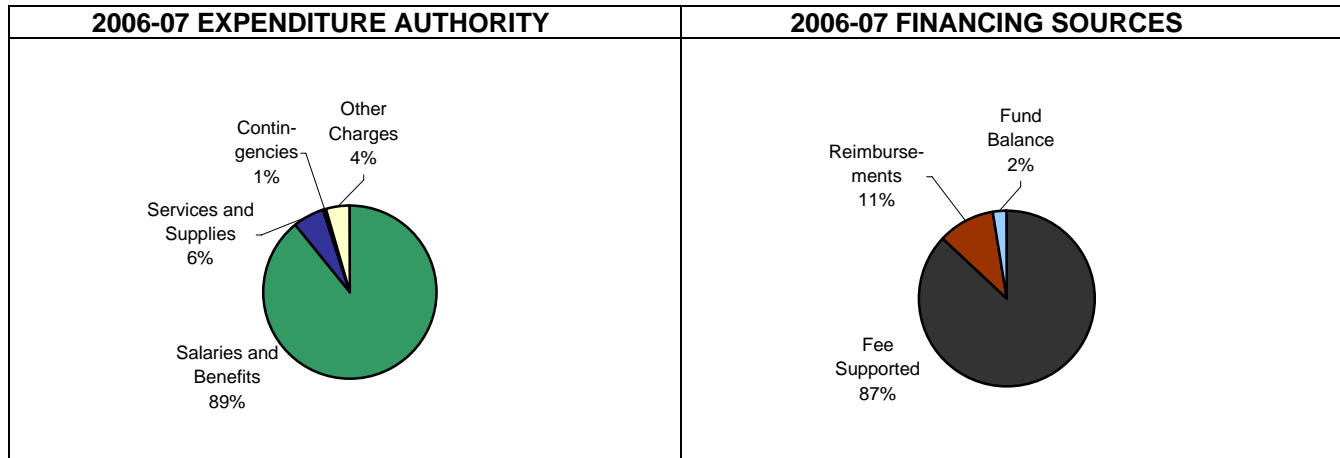 2006-07 EXPENDITURE AUTHORITY
2006-07 FINANCING SOURCES
Other
Charges
4%
Contin-
gencies
1%
Services and
Supplies
6%
Salaries and
Benefits
89%
Fund
Balance
2%
Reimburse-
ments
11%
Fee
Supported
87%